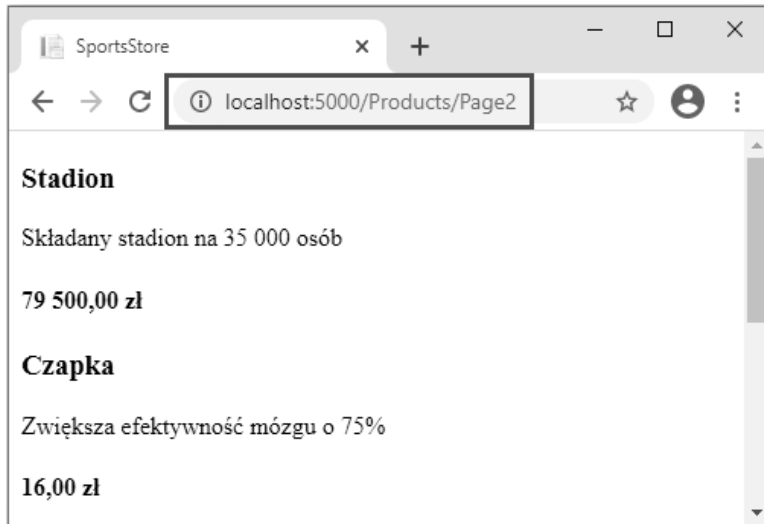 SportsStore
localhost:5000/Products/Page2
Stadion
Składany stadion na 35 000 osób
79 500,00 zł
Czapka
Zwiększa efektywność mózgu o 75%
16,00 zł